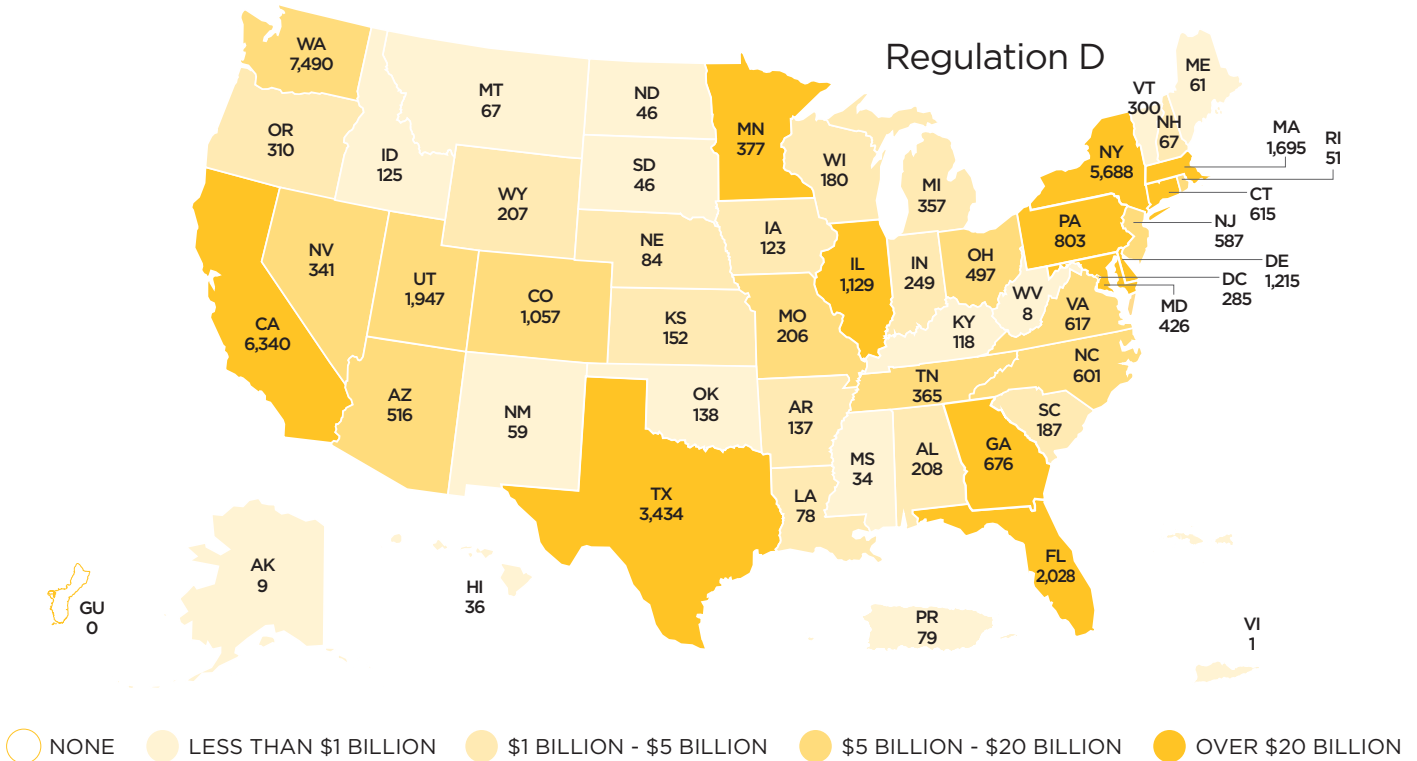 Regulation D
WA
7,490
OR
310
CA
6,340
ID
125
NV
341
MT
67
WY
207
UT
1,947
AZ
516
CO
1,057
NM
59
ND
46
SD
46
NE
84
KS
152
OK
138
TX
3,434
MN
377
IA
123
MO
206
AR
137
LA
78
WI
180
IL
1,129
MI
357
IN
249
OH
497
KY
118
TN
365
MS
34
AL
208
GA
676
FL
2,028
SC
187
NC
601
VA
617
WV
8
PA
803
NY
5,688
VT
300
NH
67
ME
61
MA
1,695
RI
51
CT
615
NJ
587
DE
1,215
DC
285
MD
426
AK
9
HI
36
GU
0
PR
79
VI
1
NONE
LESS THAN $1 BILLION
$1 BILLION - $5 BILLION
$5 BILLION - $20 BILLION
OVER $20 BILLION